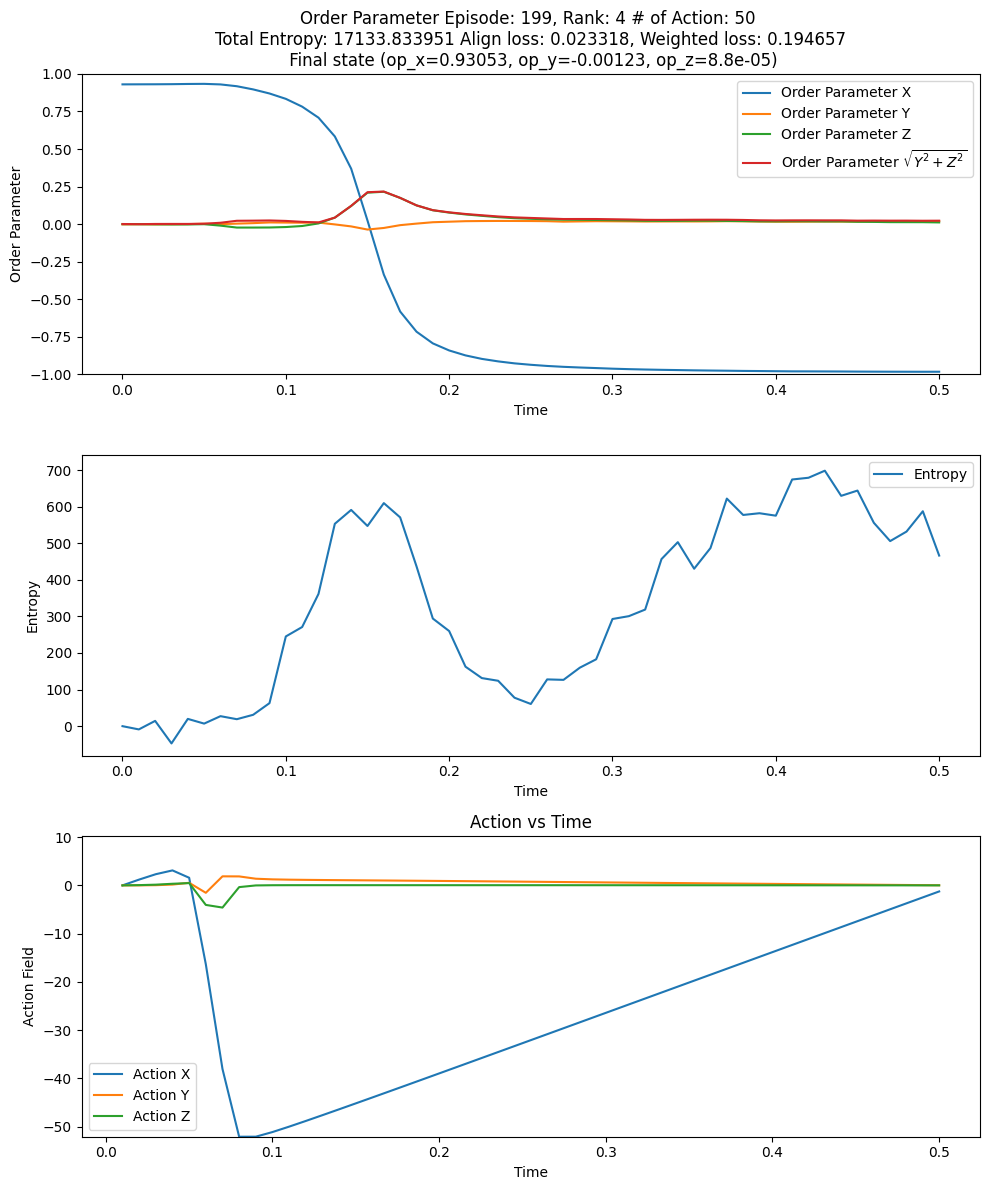 Order Parameter Episode: 199, Rank: 4 # of Action: 50
Total Entropy: 17133.833951 Align loss: 0.023318, Weighted loss: 0.194657
Final state (op_x=0.93053, op_y=-0.00123, op_z=8.8e-05)
1.00
0.75
0.50
0.25
0.00
−0.25
−0.50
−0.75
−1.00
Order Parameter
Order Parameter X
Order Parameter Y
Order Parameter Z
Order Parameter √Y² + Z²
0.0
0.1
0.2
0.3
0.4
0.5
Time
700
600
500
400
300
200
100
0
Entropy
Entropy
0.0
0.1
0.2
0.3
0.4
0.5
Time
Action vs Time
10
0
−10
−20
−30
−40
−50
Action Field
Action X
Action Y
Action Z
0.0
0.1
0.2
0.3
0.4
0.5
Time